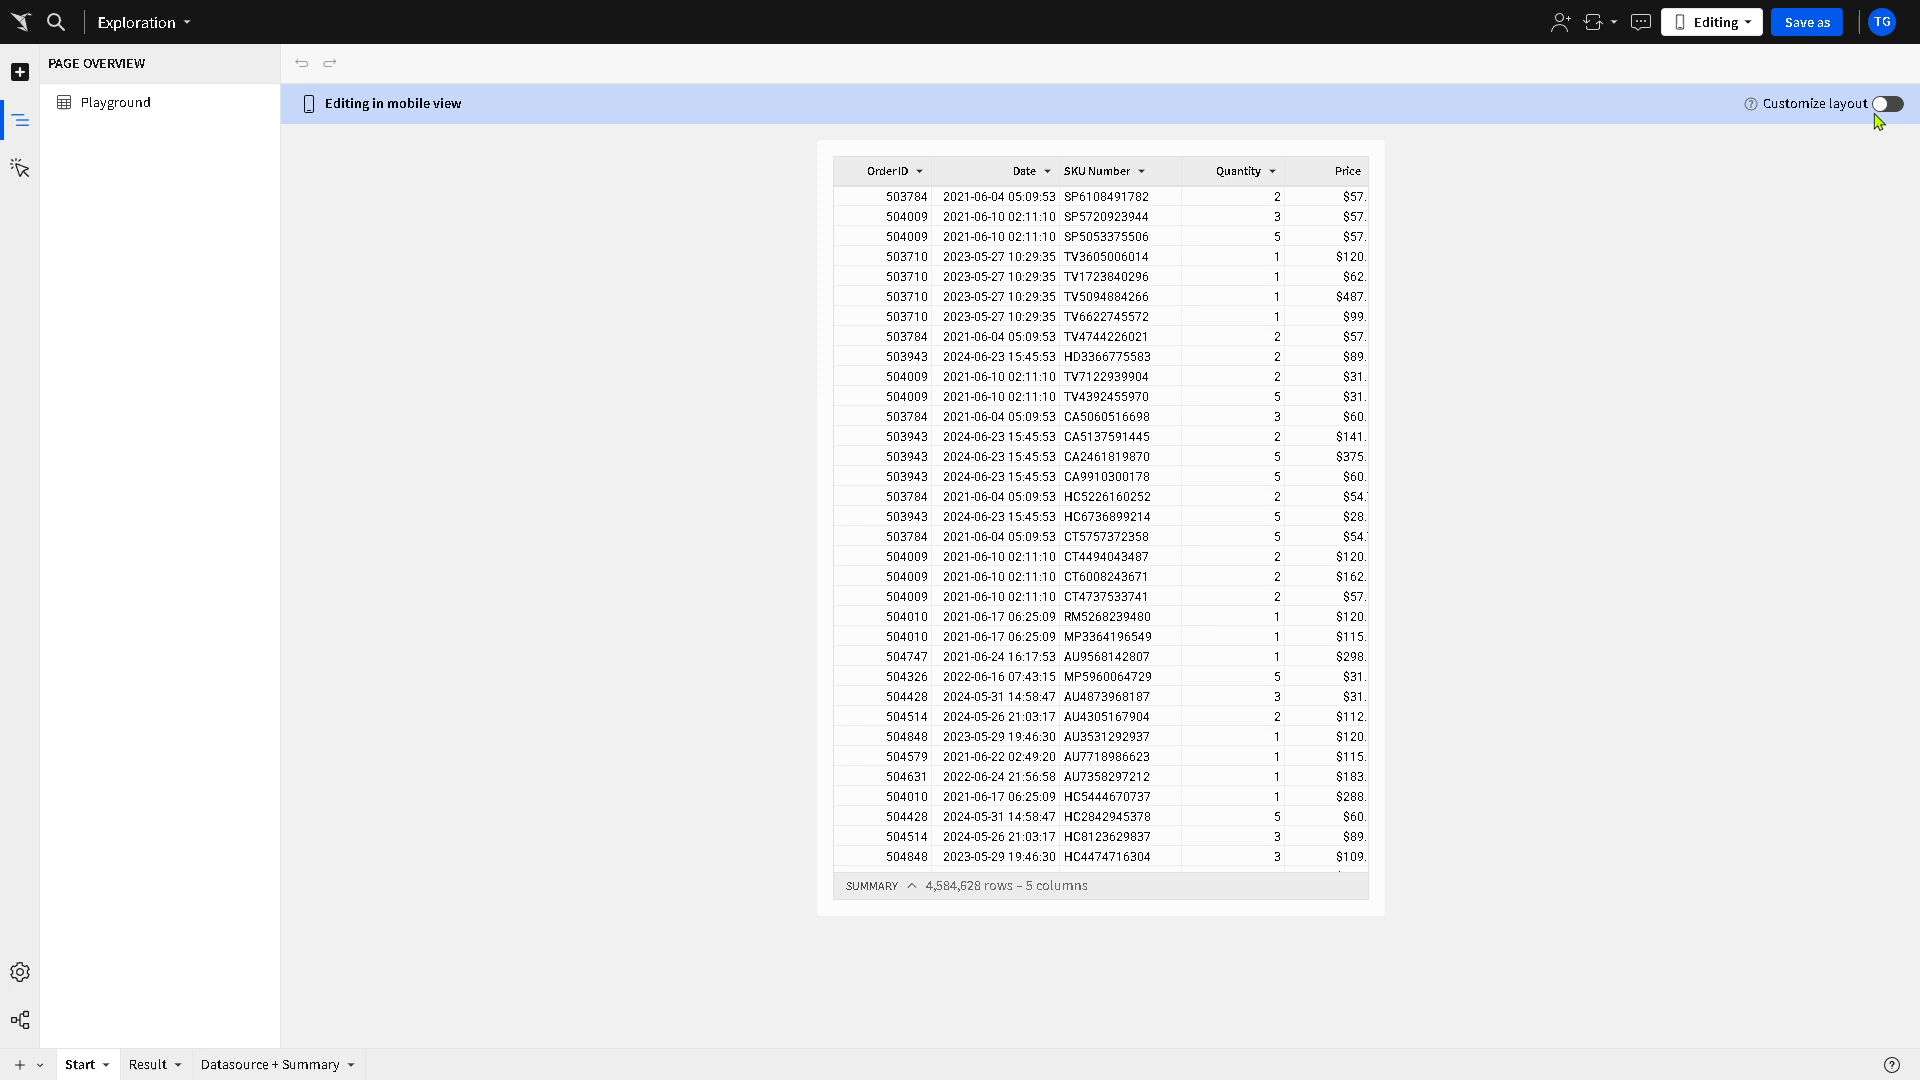 Exploration
Editing
Save as
TG
PAGE OVERVIEW
Playground
Editing in mobile view
Customize layout
Order ID Date SKU Number Quantity Price
503784 2021-06-04 05:09:53 SP6108491782 2 $57.
504009 2021-06-10 02:11:10 SP5720923944 3 $57.
504009 2021-06-10 02:11:10 SP5053375506 5 $57.
503710 2023-05-27 10:29:35 TV3605006014 1 $120.
503710 2023-05-27 10:29:35 TV1723840296 1 $62.
503710 2023-05-27 10:29:35 TV5094884266 1 $487.
503710 2023-05-27 10:29:35 TV6622745572 1 $99.
503784 2021-06-04 05:09:53 TV4744226021 2 $57.
503943 2024-06-23 15:45:53 HD3366775583 2 $89.
504009 2021-06-10 02:11:10 TV7122939904 2 $31.
504009 2021-06-10 02:11:10 TV4392455970 5 $31.
503784 2021-06-04 05:09:53 CA5060516698 3 $60.
503943 2024-06-23 15:45:53 CA5137591445 2 $141.
503943 2024-06-23 15:45:53 CA2461819870 5 $375.
503943 2024-06-23 15:45:53 CA9910300178 5 $60.
503784 2021-06-04 05:09:53 HC5226160252 2 $54.
503943 2024-06-23 15:45:53 HC6736899214 5 $28.
503784 2021-06-04 05:09:53 CT5757372358 5 $54.
504009 2021-06-10 02:11:10 CT4494043487 2 $120.
504009 2021-06-10 02:11:10 CT6008243671 2 $162.
504009 2021-06-10 02:11:10 CT4737533741 2 $57.
504010 2021-06-17 06:25:09 RM5268239480 1 $120.
504010 2021-06-17 06:25:09 MP3364196549 1 $115.
504747 2021-06-24 16:17:53 AU9568142807 1 $298.
504326 2022-06-16 07:43:15 MP5960064729 5 $31.
504428 2024-05-31 14:58:47 AU4873968187 3 $31.
504514 2024-05-26 21:03:17 AU4305167904 2 $112.
504848 2023-05-29 19:46:30 AU3531292937 1 $120.
504579 2021-06-22 02:49:20 AU7718986623 1 $115.
504631 2022-06-24 21:56:58 AU7358297212 1 $183.
504010 2021-06-17 06:25:09 HC5444670737 1 $288.
504428 2024-05-31 14:58:47 HC2842945378 5 $60.
504514 2024-05-26 21:03:17 HC8123629837 3 $89.
504848 2023-05-29 19:46:30 HC4474716304 3 $109.
SUMMARY 4,584,628 rows – 5 columns
Start Result Datasource + Summary